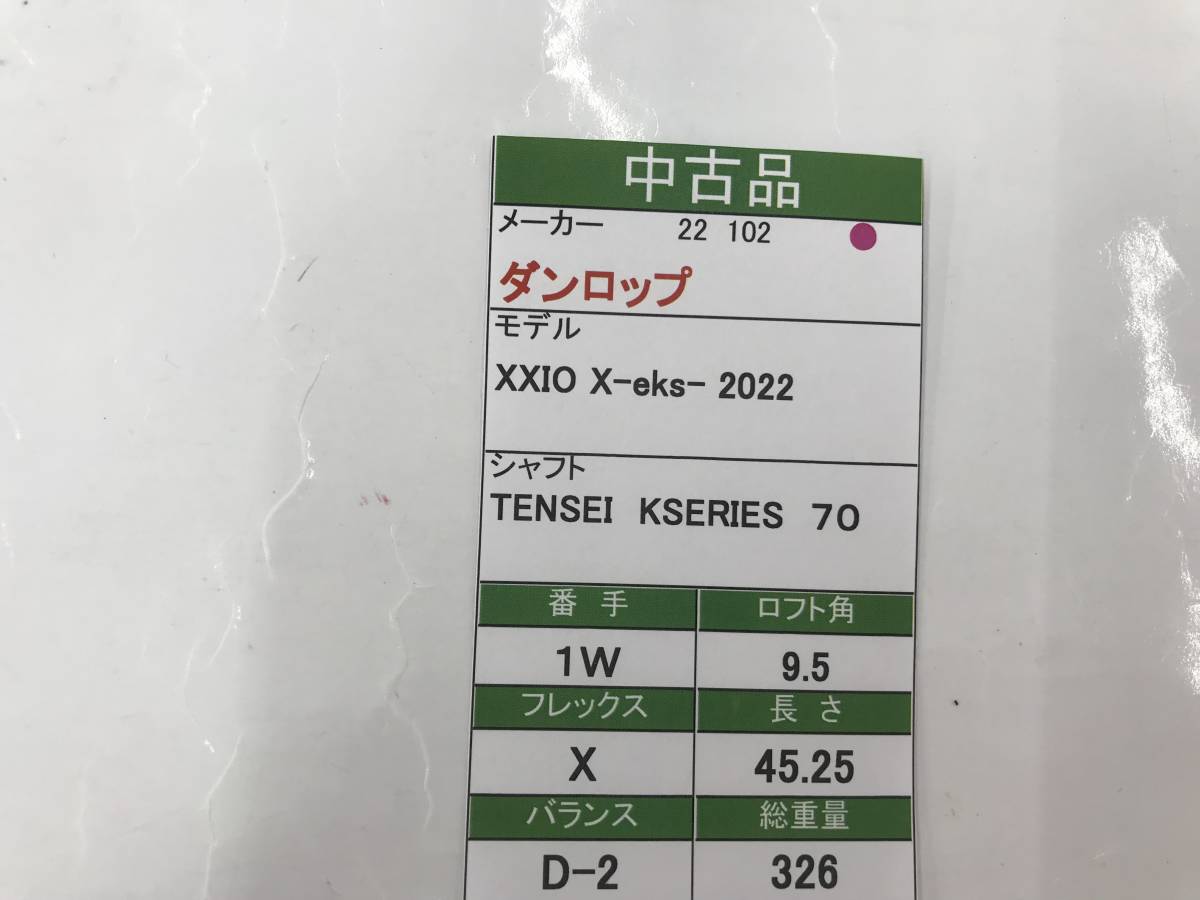 中古品
メーカー 22 102
ダンロップ
モデル
XXIO X-eks- 2022
シャフト
TENSEI KSERIES 70
番 手 ロフト角
1W 9.5
フレックス 長 さ
X 45.25
バランス 総重量
D-2 326